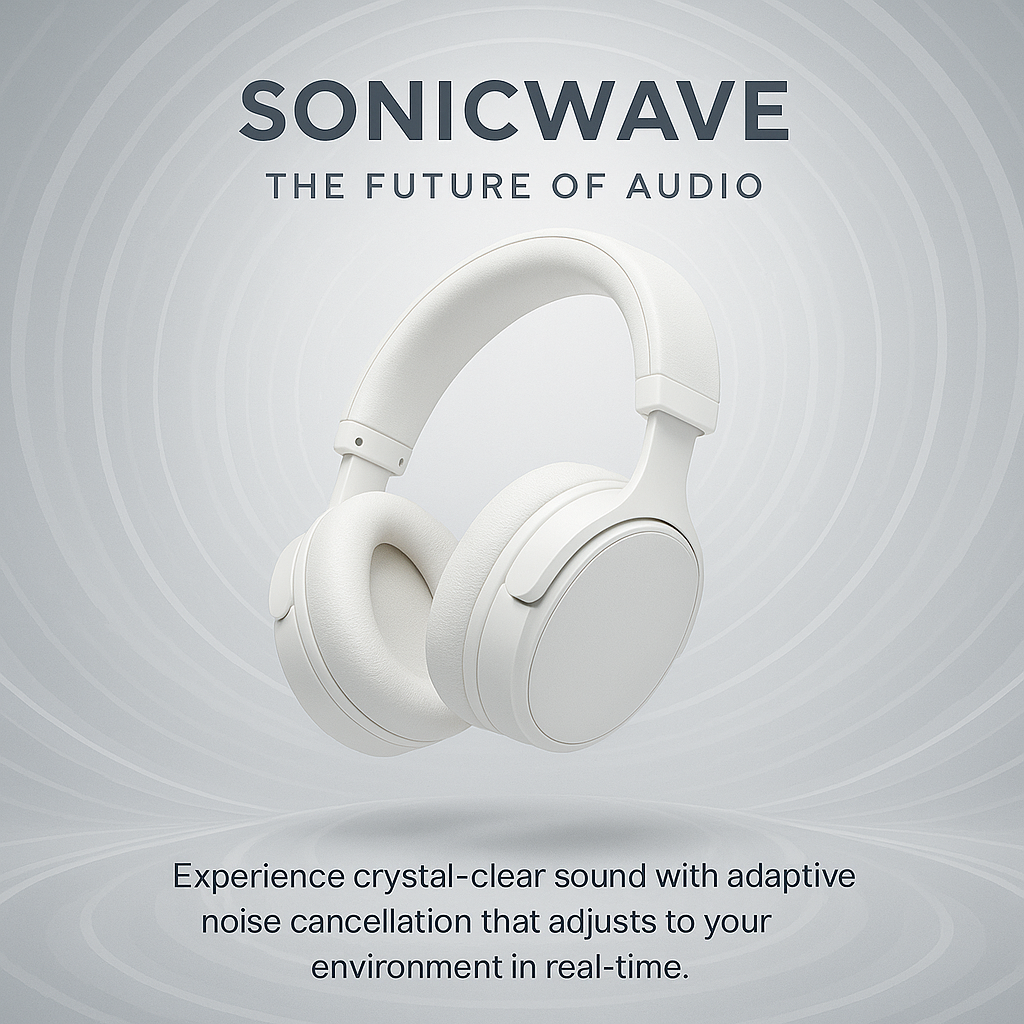 SONICWAVE
THE FUTURE OF AUDIO
Experience crystal-clear sound with adaptive
noise cancellation that adjusts to your
environment in real-time.